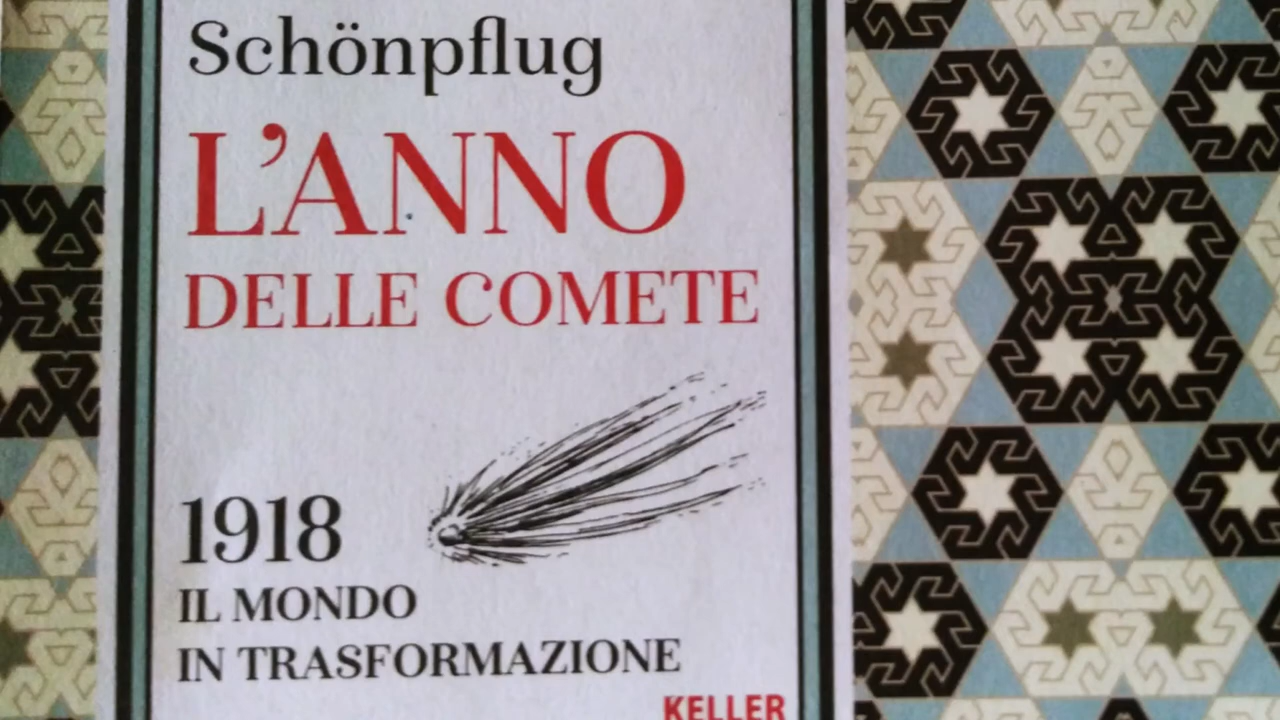 Schönpflug
L'ANNO
DELLE COMETE
1918
IL MONDO
IN TRASFORMAZIONE
KELLER